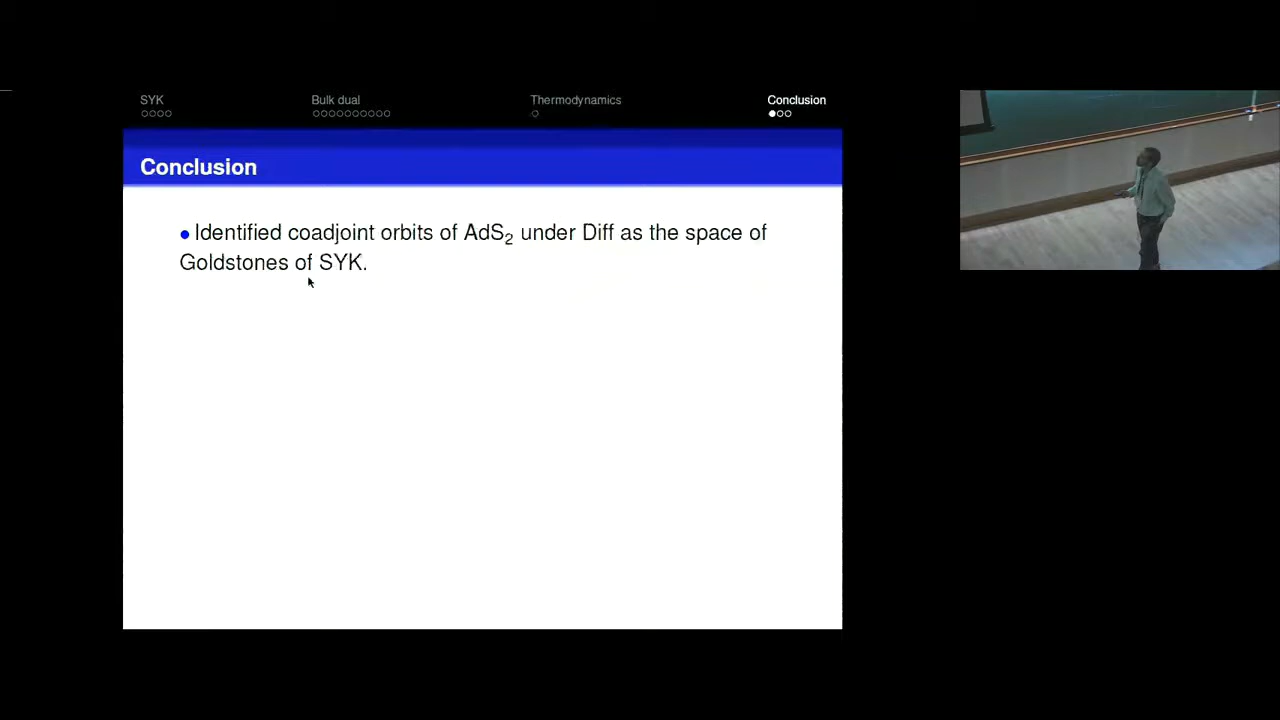 SYK
Bulk dual
Thermodynamics
Conclusion
Conclusion
• Identified coadjoint orbits of AdS₂ under Diff as the space of
Goldstones of SYK.